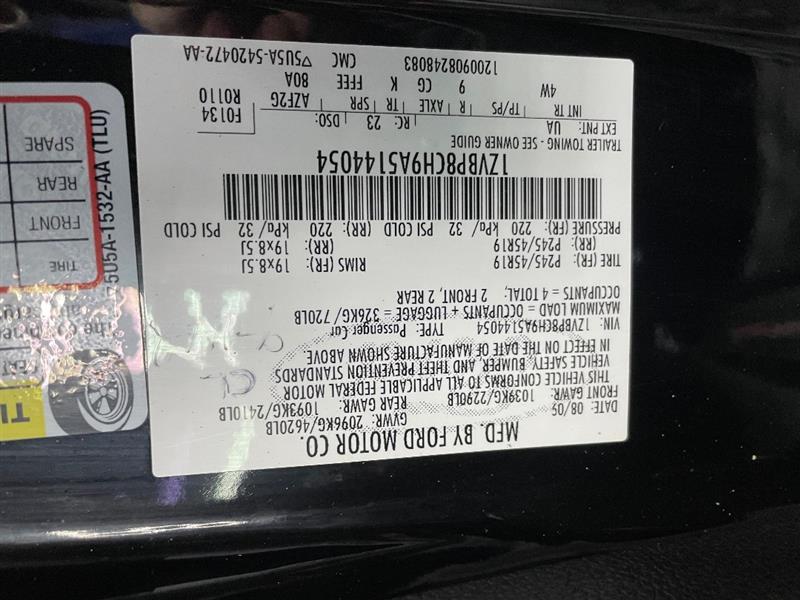 MFD. BY FORD MOTOR CO.
DATE: 08/09
GVWR: 2096KG/4620LB
FRONT GAWR: 1039KG/2290LB
REAR GAWR: 1093KG/2410LB
THIS VEHICLE CONFORMS TO ALL APPLICABLE FEDERAL MOTOR
VEHICLE SAFETY, BUMPER, AND THEFT PREVENTION STANDARDS
IN EFFECT ON THE DATE OF MANUFACTURE SHOWN ABOVE.
VIN: 1ZVBP8CH9A5144054 TYPE: Passenger Car
MAXIMUM LOAD = OCCUPANTS + LUGGAGE = 326KG/720LB
OCCUPANTS = 4 TOTAL: 2 FRONT, 2 REAR
TIRE (FR): P245/45R19 RIMS (FR): 19x8.5J
(RR): P245/45R19 (RR): 19x8.5J
PRESSURE (FR): 220 kPa/32 PSI COLD (RR): 220 kPa/32 PSI COLD
1ZVBP8CH9A5144054
TRAILER TOWING - SEE OWNER GUIDE
EXT PNT: UA RC: 23 DSO: F0134
R0110
INT TR TP/PS R AXLE TR SPR AZF2G
4W 9 CG K FFEE 80A
1200908248083 CMC ▽5U5A-5420472-AA
TIRE
FRONT
REAR
SPARE
5U5A-1532-AA (TLU)